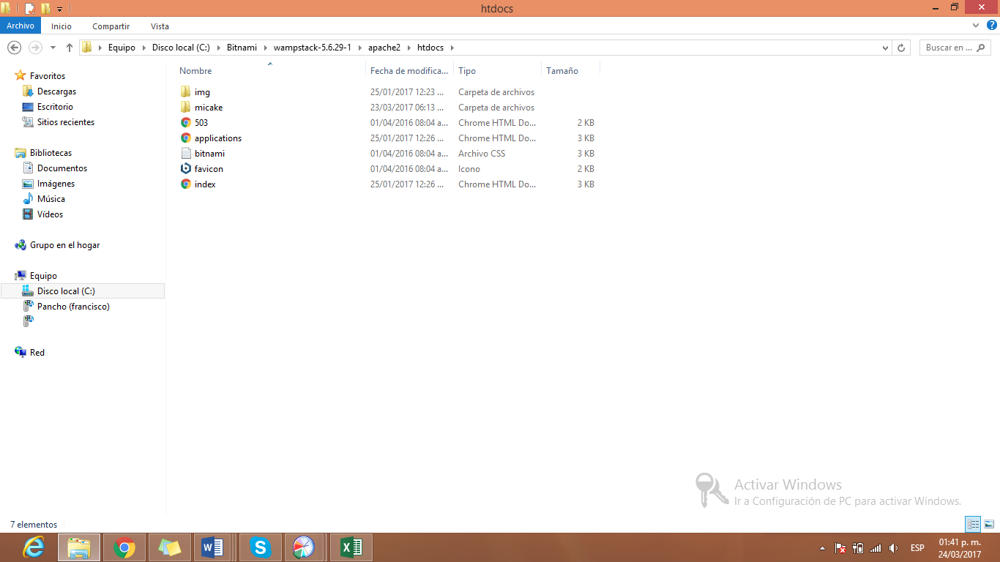 htdocs
Archivo Inicio Compartir Vista
Equipo Disco local (C:) Bitnami wampstack-5.6.29-1 apache2 htdocs Buscar en ...
Nombre Fecha de modifica... Tipo Tamaño
img 25/01/2017 12:23 ... Carpeta de archivos
micake 23/03/2017 06:13 ... Carpeta de archivos
503 01/04/2016 08:04 a... Chrome HTML Do... 2 KB
applications 25/01/2017 12:26 ... Chrome HTML Do... 3 KB
bitnami 01/04/2016 08:04 a... Archivo CSS 3 KB
favicon 01/04/2016 08:04 a... Icono 2 KB
index 25/01/2017 12:26 ... Chrome HTML Do... 3 KB
Favoritos
Descargas
Escritorio
Sitios recientes
Bibliotecas
Documentos
Imágenes
Música
Vídeos
Grupo en el hogar
Equipo
Disco local (C:)
Pancho (francisco)
Red
Activar Windows
Ir a Configuración de PC para activar Windows.
7 elementos
ESP
01:41 p. m.
24/03/2017